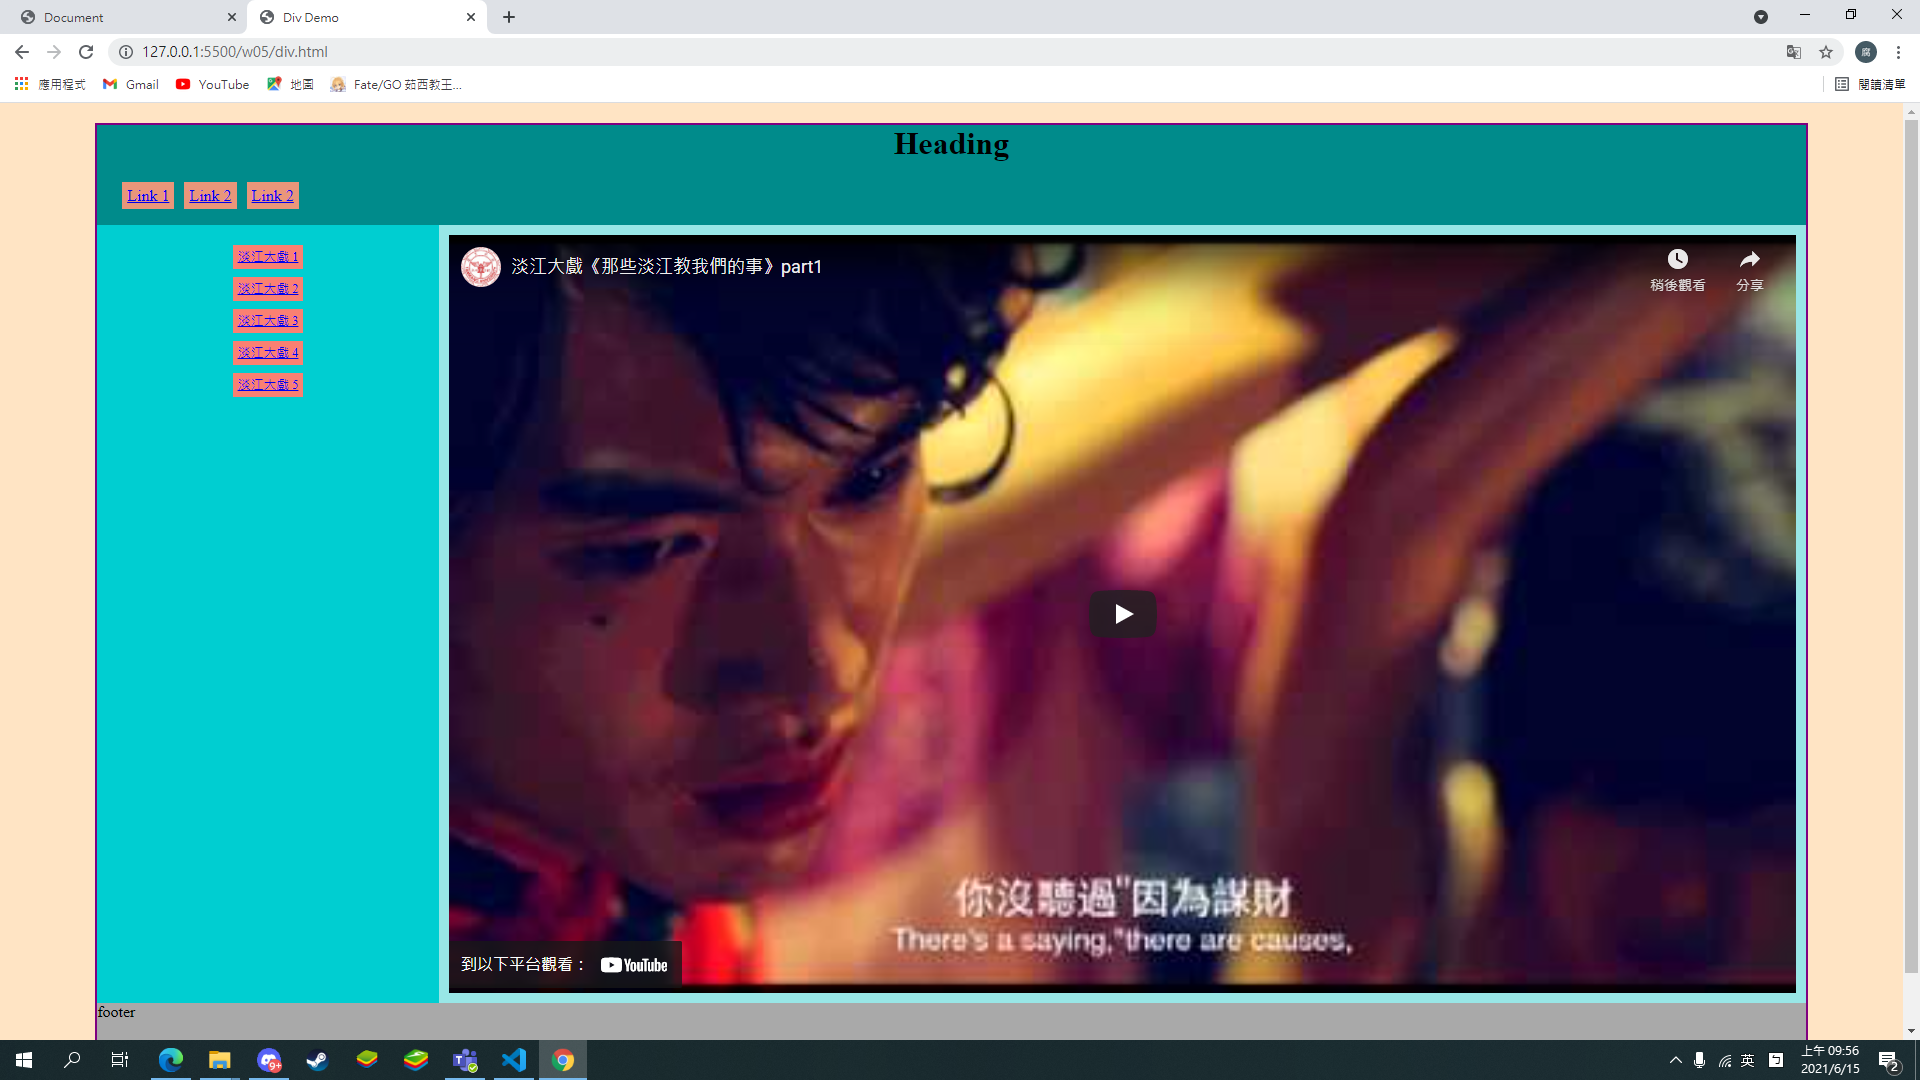 Document
Div Demo
127.0.0.1:5500/w05/div.html
應用程式
Gmail
YouTube
地圖
Fate/GO 茹西教王...
閱讀清單
Heading
Link 1
Link 2
Link 2
淡江大戲 1
淡江大戲 2
淡江大戲 3
淡江大戲 4
淡江大戲 5
淡江大戲《那些淡江教我們的事》part1
稍後觀看
分享
你沒聽過"因為謀財
There's a saying,"there are causes,
到以下平台觀看：
YouTube
footer
9+
英
上午 09:56
2021/6/15
2